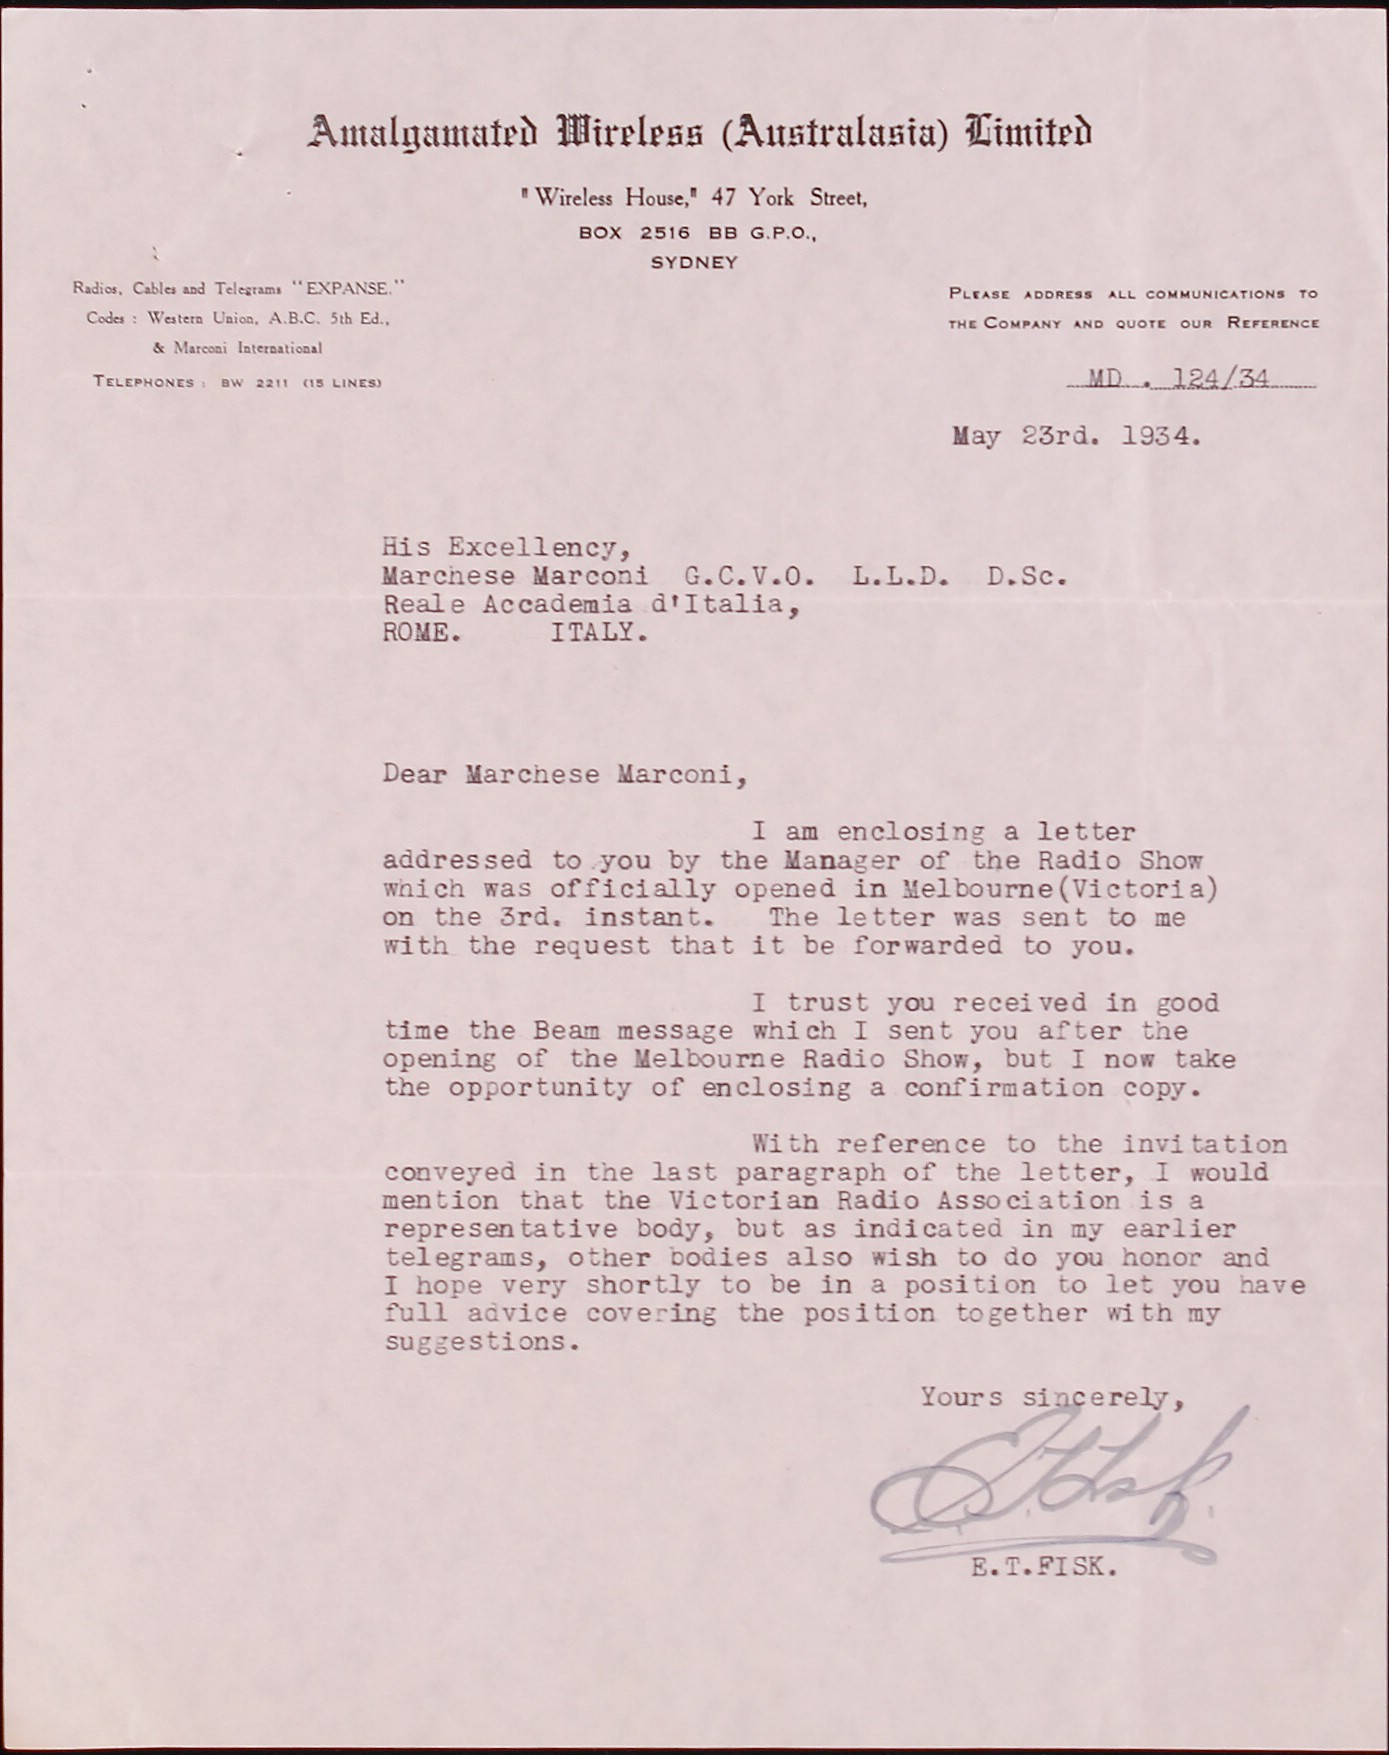 Amalgamated Wireless (Australasia) Limited
"Wireless House," 47 York Street,
BOX 2516 BB G.P.O.,
SYDNEY
Radios, Cables and Telegrams "EXPANSE."
Codes : Western Union, A.B.C. 5th Ed.,
& Marconi International
TELEPHONES : BW 2211 (15 LINES)
PLEASE ADDRESS ALL COMMUNICATIONS TO
THE COMPANY AND QUOTE OUR REFERENCE
MD . 124/34
May 23rd. 1934.
His Excellency,
Marchese Marconi G.C.V.O. L.L.D. D.Sc.
Reale Accademia d'Italia,
ROME. ITALY.
Dear Marchese Marconi,
I am enclosing a letter
addressed to you by the Manager of the Radio Show
which was officially opened in Melbourne(Victoria)
on the 3rd. instant. The letter was sent to me
with the request that it be forwarded to you.
I trust you received in good
time the Beam message which I sent you after the
opening of the Melbourne Radio Show, but I now take
the opportunity of enclosing a confirmation copy.
With reference to the invitation
conveyed in the last paragraph of the letter, I would
mention that the Victorian Radio Association is a
representative body, but as indicated in my earlier
telegrams, other bodies also wish to do you honor and
I hope very shortly to be in a position to let you have
full advice covering the position together with my
suggestions.
Yours sincerely,
E.T.Fisk.
E.T.FISK.